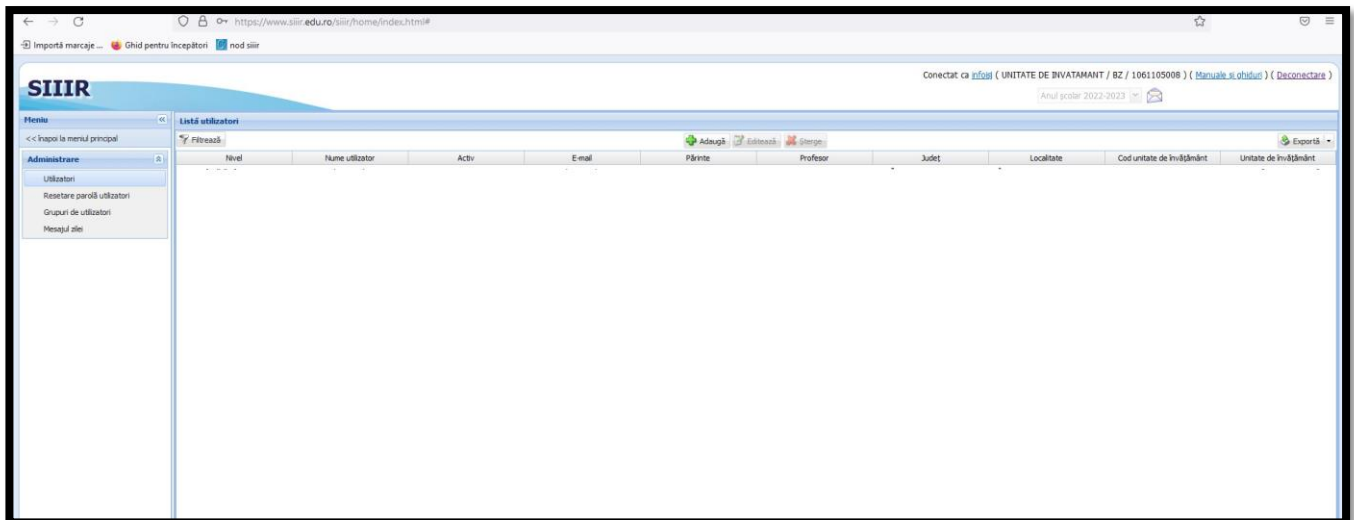 https://www.siiir.edu.ro/siiir/home/index.html#
Importă marcaje ... Ghid pentru începători nod siiir
SIIIR
Conectat ca infosj ( UNITATE DE INVATAMANT / BZ / 1061105008 ) ( Manuale si ghiduri ) ( Deconectare )
Anul școlar 2022-2023
Meniu
Listă utilizatori
<< înapoi la meniul principal
Filtrează
Adaugă Editează Șterge
Exportă
Administrare
Nivel Nume utilizator Activ E-mail Părinte Profesor Județ Localitate Cod unitate de învățământ Unitate de învățământ
Utilizatori
Resetare parolă utilizatori
Grupuri de utilizatori
Mesajul zilei